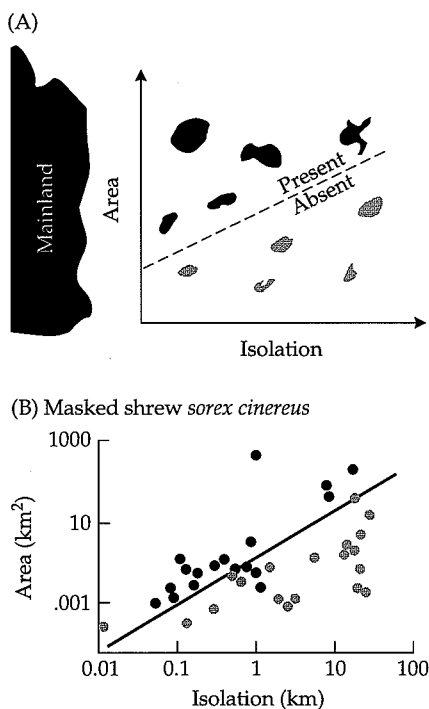 (A)
Mainland
Area
Present
Absent
Isolation
(B) Masked shrew sorex cinereus
Area (km²)
1000
10
.001
0.01
0.1
1
10
100
Isolation (km)